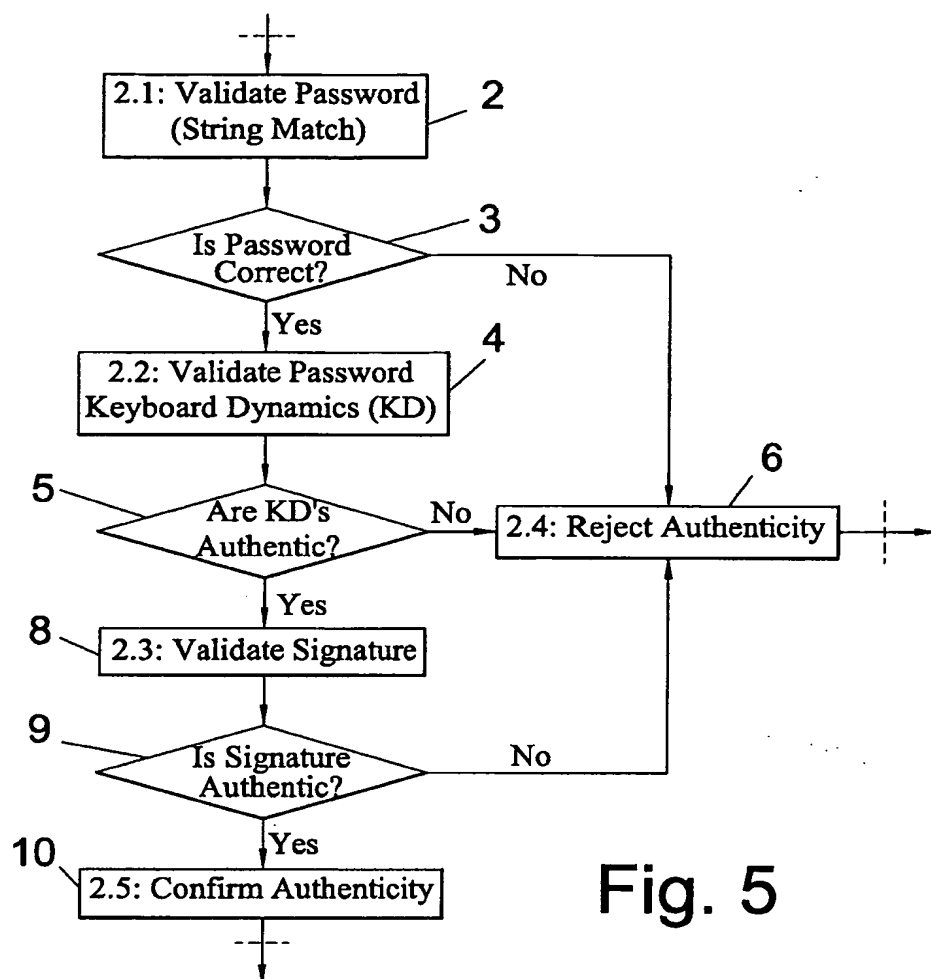 2.1: Validate Password
(String Match)
2
Is Password
Correct?
3
No
Yes
2.2: Validate Password
Keyboard Dynamics (KD)
4
5
Are KD's
Authentic?
No
6
2.4: Reject Authenticity
Yes
8
2.3: Validate Signature
9
Is Signature
Authentic?
No
Yes
10
2.5: Confirm Authenticity
Fig. 5